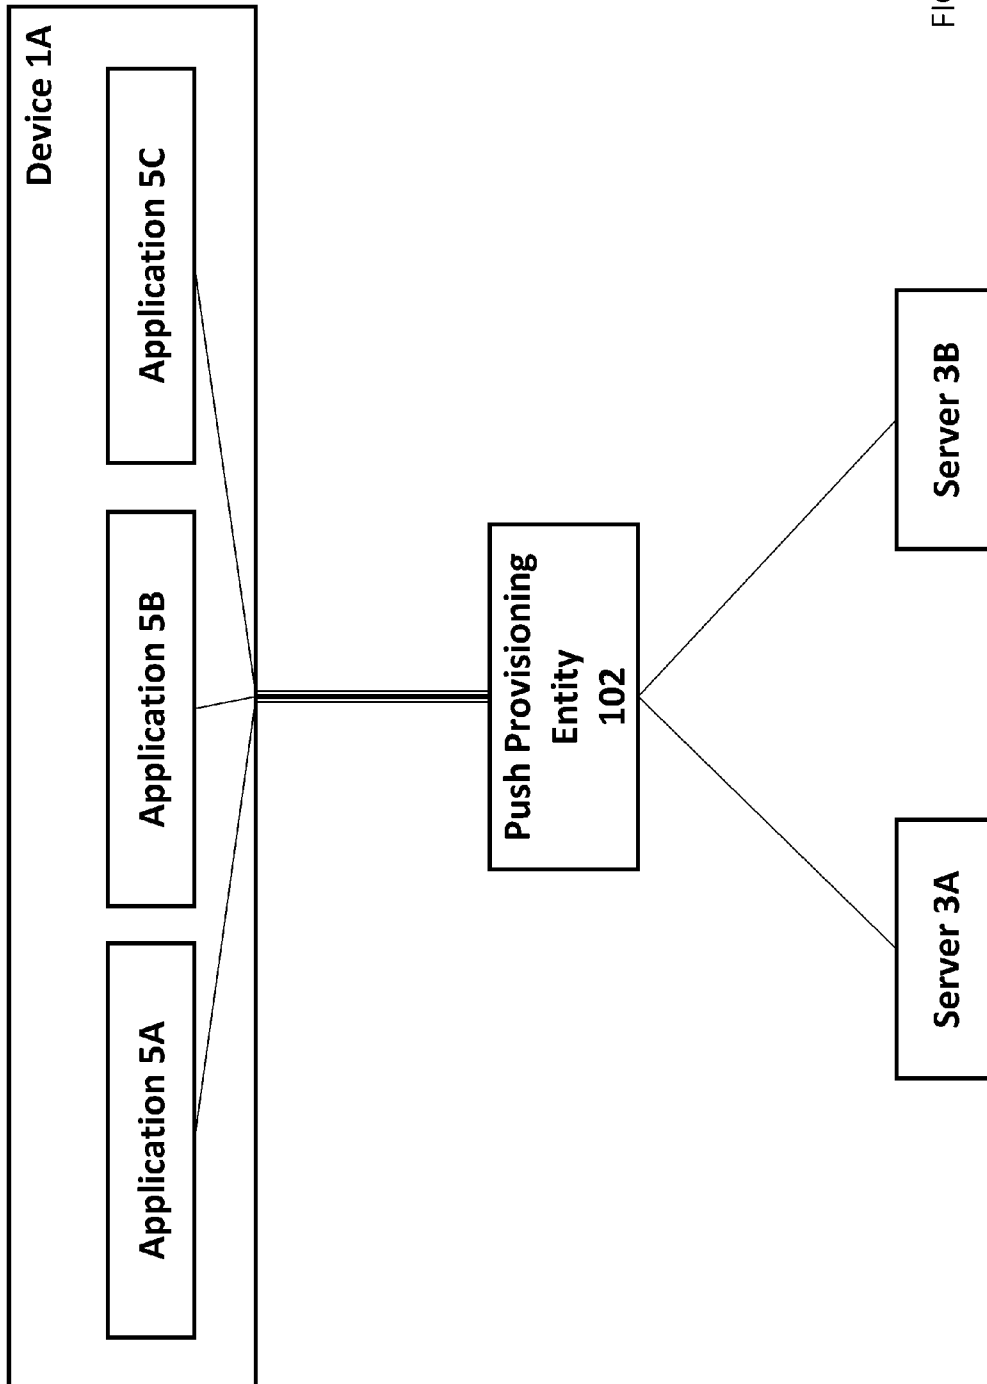 Device 1A
Application 5A
Application 5B
Application 5C
Push Provisioning
Entity
102
Server 3A
Server 3B